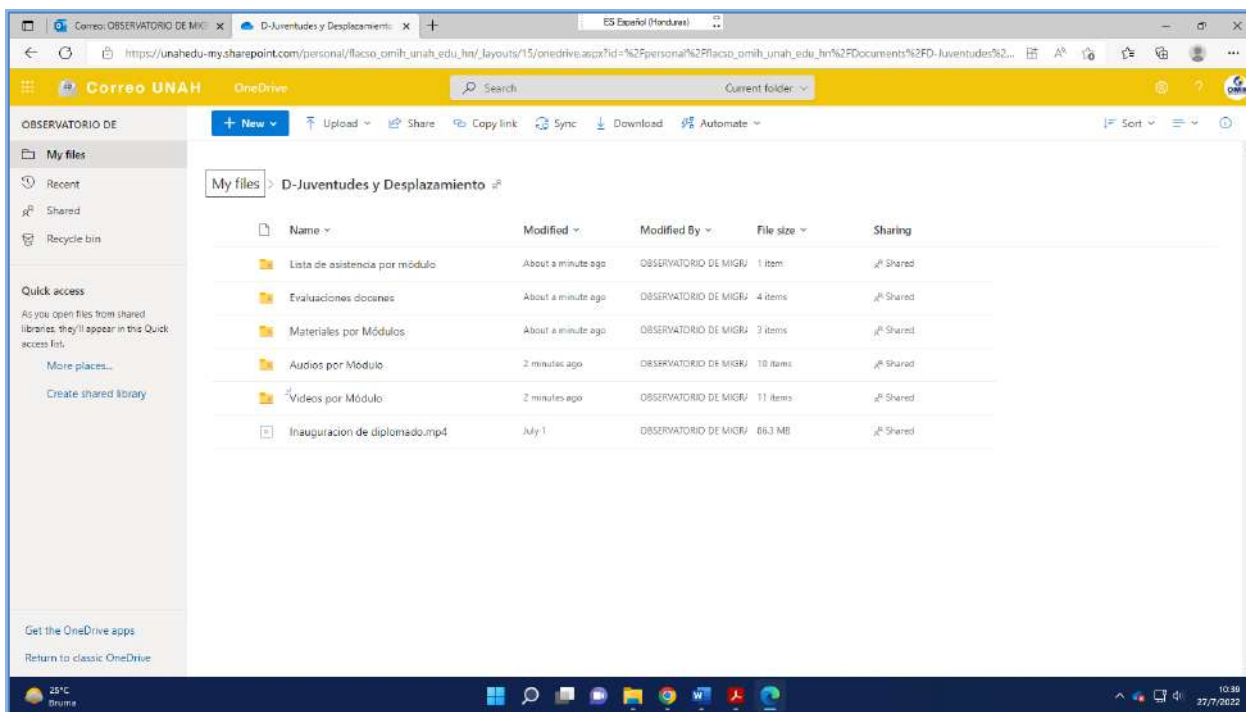 Correo: OBSERVATORIO DE MIG
D-Juventudes y Desplazamiento
ES Español (Honduras)
https://unahedu-my.sharepoint.com/personal/flacso_omih_unah_edu_hn/_layouts/15/onedrive.aspx?id=%2Fpersonal%2Fflacso_omih_unah_edu_hn%2FDocuments%2FD-Juventudes%2...
Correo UNAH
OneDrive
Search
Current folder
?
OBSERVATORIO DE
+ New
Upload
Share
Copy link
Sync
Download
Automate
Sort
My files
Recent
Shared
Recycle bin
Quick access
As you open files from shared
libraries, they'll appear in this Quick
access list.
More places...
Create shared library
Get the OneDrive apps
Return to classic OneDrive
My files > D-Juventudes y Desplazamiento
Name Modified Modified By File size Sharing
Lista de asistencia por módulo About a minute ago OBSERVATORIO DE MIGR 1 item Shared
Evaluaciones docenes About a minute ago OBSERVATORIO DE MIGR 4 items Shared
Materiales por Módulos About a minute ago OBSERVATORIO DE MIGR 3 items Shared
Audios por Módulo 2 minutes ago OBSERVATORIO DE MIGR 10 items Shared
Videos por Módulo 2 minutes ago OBSERVATORIO DE MIGR 11 items Shared
Inauguracion de diplomado.mp4 July 1 OBSERVATORIO DE MIGR 86.3 MB Shared
25°C
Bruma
10:39
27/7/2022